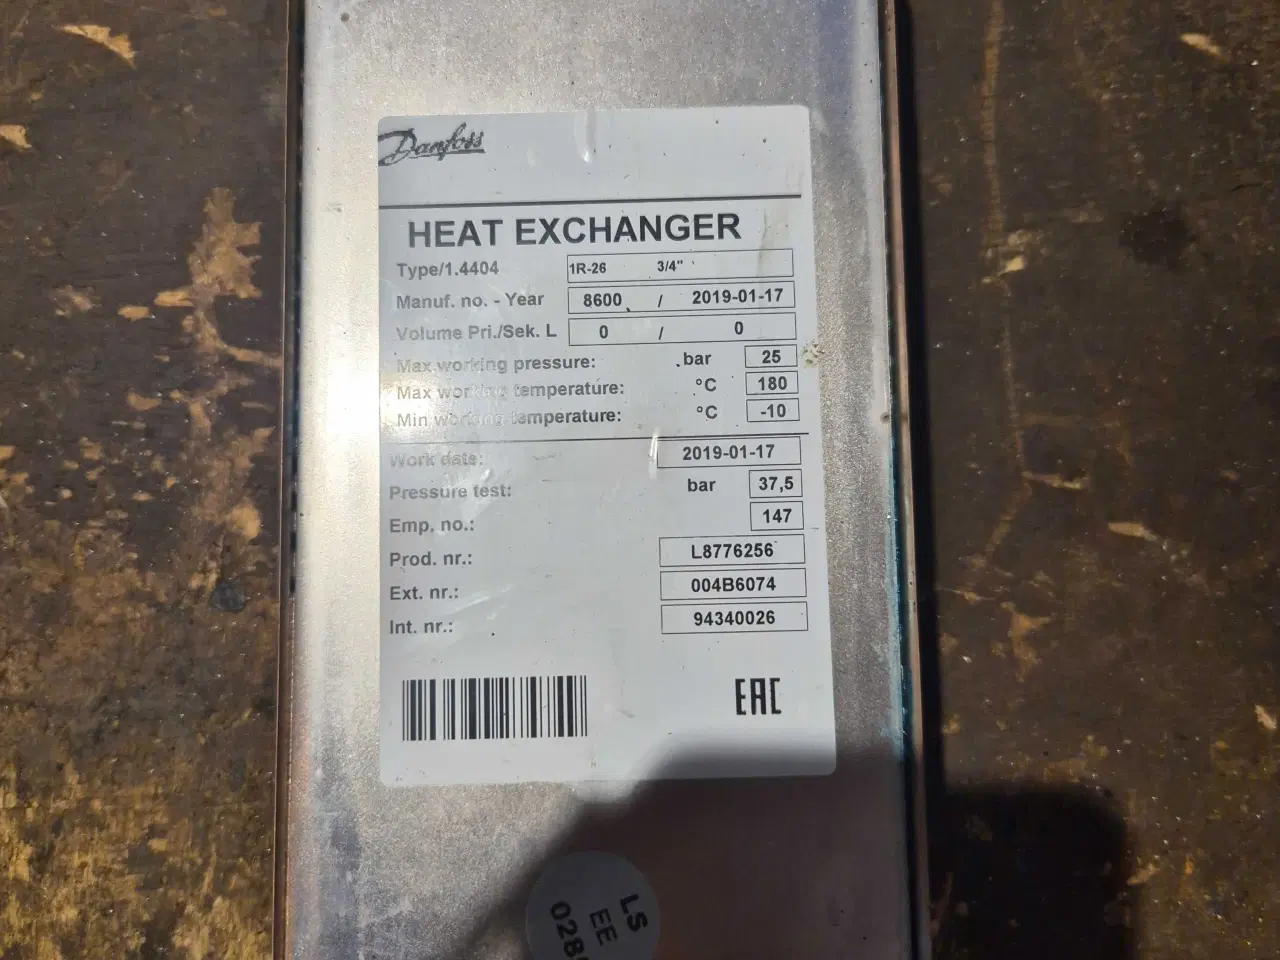 Danfoss
HEAT EXCHANGER
Type/1.4404 1R-26 3/4"
Manuf. no. - Year 8600 / 2019-01-17
Volume Pri./Sek. L 0 / 0
Max working pressure: bar 25
Max working temperature: °C 180
Min working temperature: °C -10
Work date: 2019-01-17
Pressure test: bar 37,5
Emp. no.: 147
Prod. nr.: L8776256
Ext. nr.: 004B6074
Int. nr.: 94340026
EAC
LS
EE